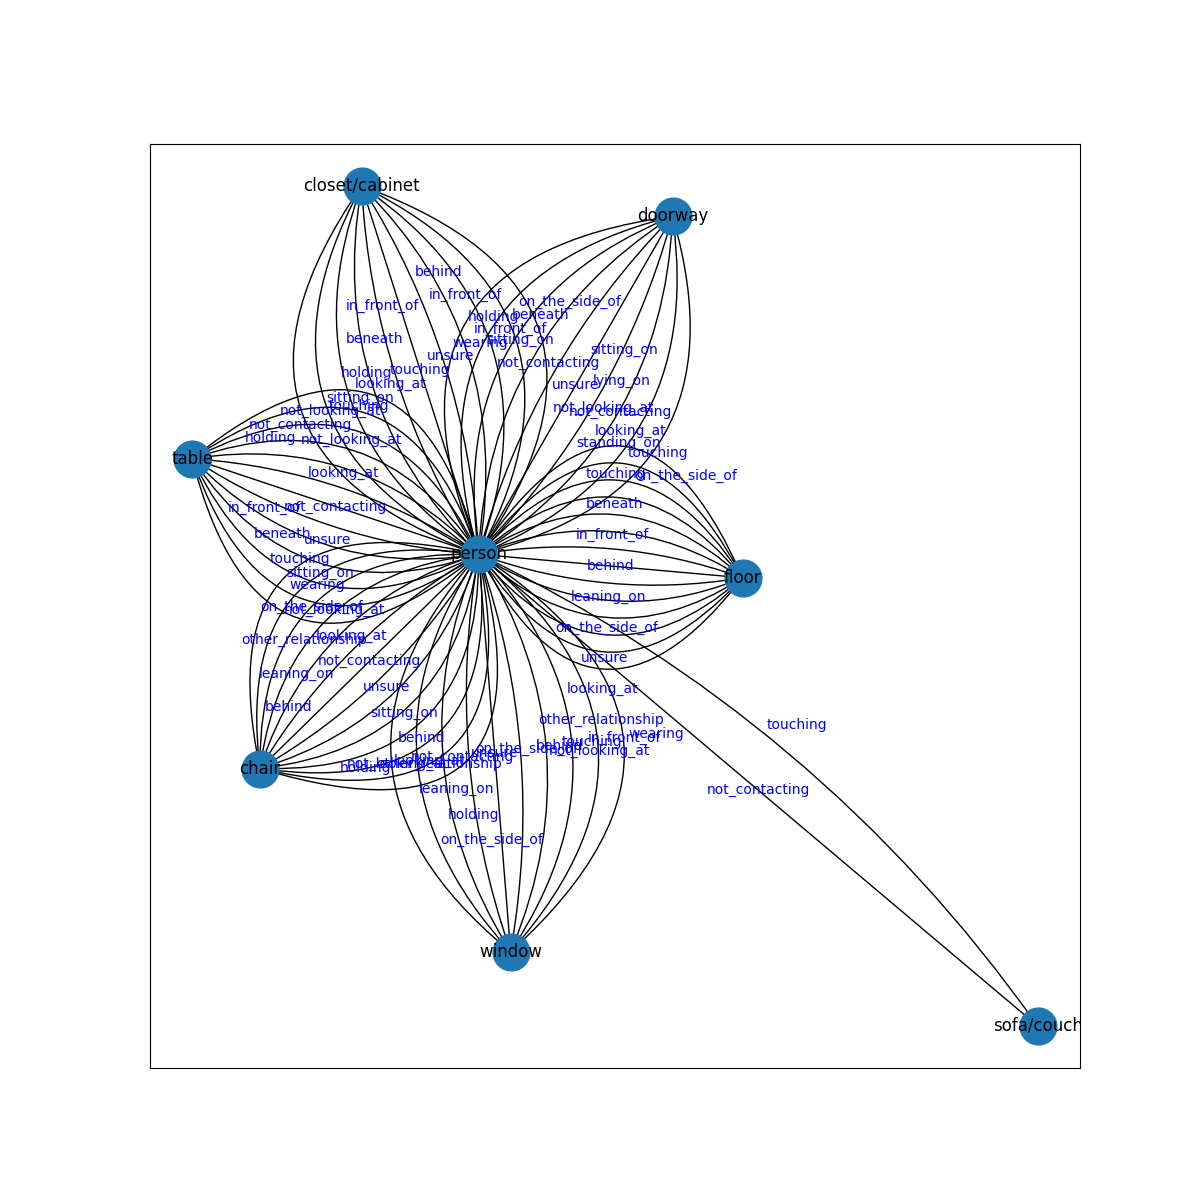 closet/cabinet
doorway
behind
in_front_of
on_the_side_of
in_front_of
beneath
holding
in_front_of
beneath
sitting_on
wearing
sitting_on
unsure
not_contacting
touching
holding
lying_on
looking_at
unsure
sitting_on
touching
not_looking_at
not_looking_at
not_contacting
not_contacting
looking_at
holding
not_looking_at
standing_on
touching
table
looking_at
touching
on_the_side_of
in_front_of
not_contacting
beneath
beneath
unsure
in_front_of
person
touching
behind
sitting_on
floor
wearing
leaning_on
on_the_side_of
not_looking_at
on_the_side_of
other_relationship
looking_at
not_contacting
unsure
leaning_on
unsure
looking_at
behind
sitting_on
other_relationship
touching
behind
wearing
in_front_of
touching
on_the_side_of
behind
not_looking_at
unsure
not_contacting
chair
holding
other_relationship
leaning_on
not_contacting
holding
on_the_side_of
window
sofa/couch